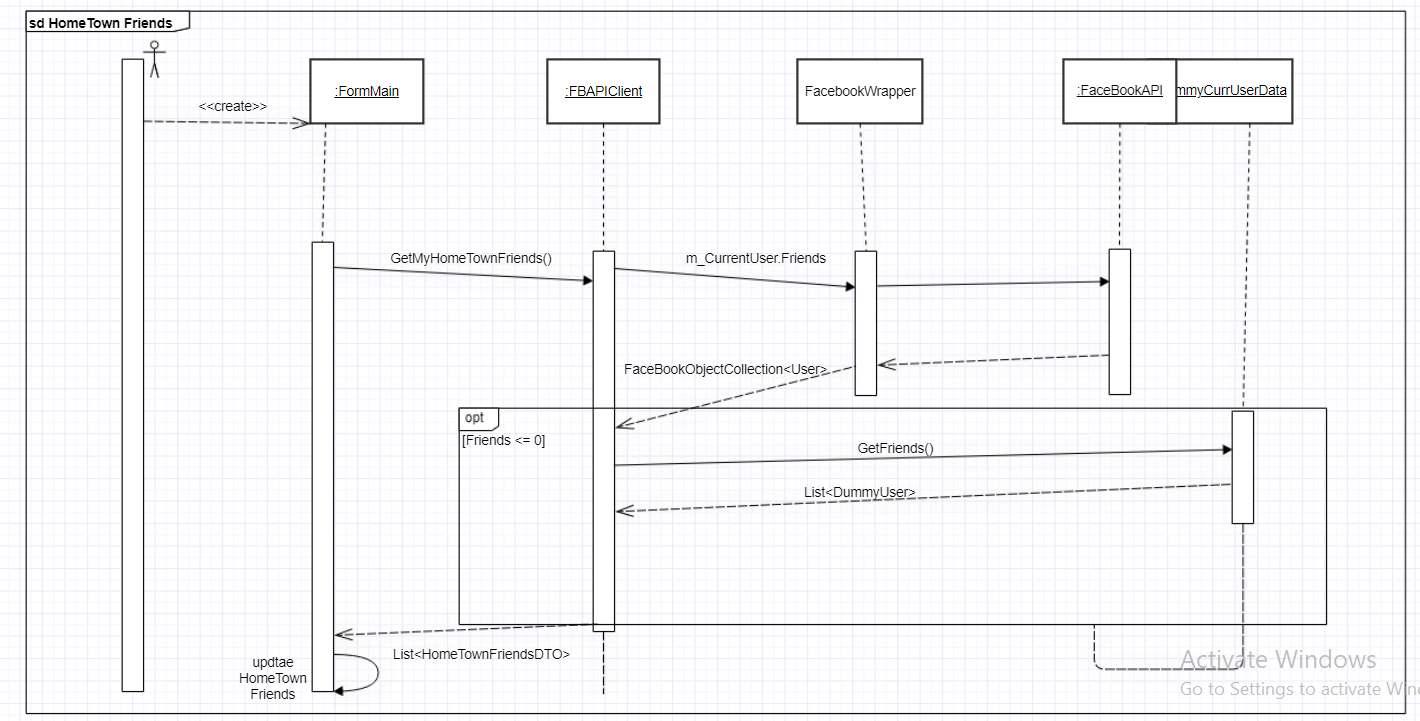 sd HomeTown Friends
<<create>>
:FormMain
:FBAPIClient
FacebookWrapper
:FaceBookAPI
mmyCurrUserData
GetMyHomeTownFriends()
m_CurrentUser.Friends
FaceBookObjectCollection<User>
opt
[Friends <= 0]
GetFriends()
List<DummyUser>
List<HomeTownFriendsDTO>
updtae
HomeTown
Friends
Activate Windows
Go to Settings to activate Win